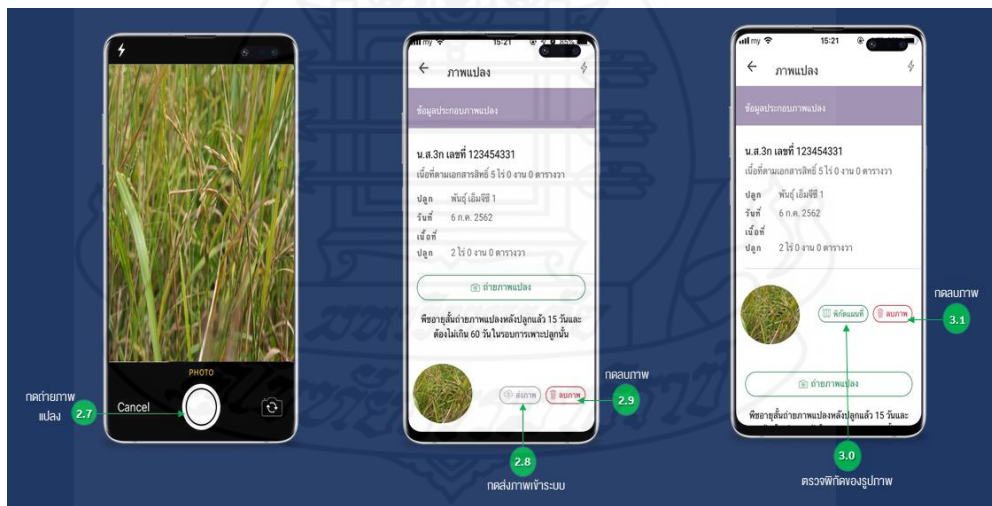 PHOTO
Cancel
กดถ่ายภาพ
แปลง
2.7
my
15:21
85%
ภาพแปลง
ข้อมูลประกอบภาพแปลง
น.ส.3ก เลขที่ 123454331
เนื้อที่ตามเอกสารสิทธิ์ 5 ไร่ 0 งาน 0 ตารางวา
ปลูก พันธุ์ เอ็มจีซี 1
วันที่ 6 ก.ค. 2562
เนื้อที่
ปลูก 2 ไร่ 0 งาน 0 ตารางวา
ถ่ายภาพแปลง
พืชอายุสั้นถ่ายภาพแปลงหลังปลูกแล้ว 15 วันและ
ต้องไม่เกิน 60 วันในรอบการเพาะปลูกนั้น
ส่งภาพ
ลบภาพ
กดลบภาพ
2.9
2.8
กดส่งภาพเข้าระบบ
my
15:21
ภาพแปลง
ข้อมูลประกอบภาพแปลง
น.ส.3ก เลขที่ 123454331
เนื้อที่ตามเอกสารสิทธิ์ 5 ไร่ 0 งาน 0 ตารางวา
ปลูก พันธุ์ เอ็มจีซี 1
วันที่ 6 ก.ค. 2562
เนื้อที่
ปลูก 2 ไร่ 0 งาน 0 ตารางวา
พิกัดแผนที่
ลบภาพ
กดลบภาพ
3.1
ถ่ายภาพแปลง
พืชอายุสั้นถ่ายภาพแปลงหลังปลูกแล้ว 15 วันและ
3.0
ตรวจพิกัดของรูปภาพ